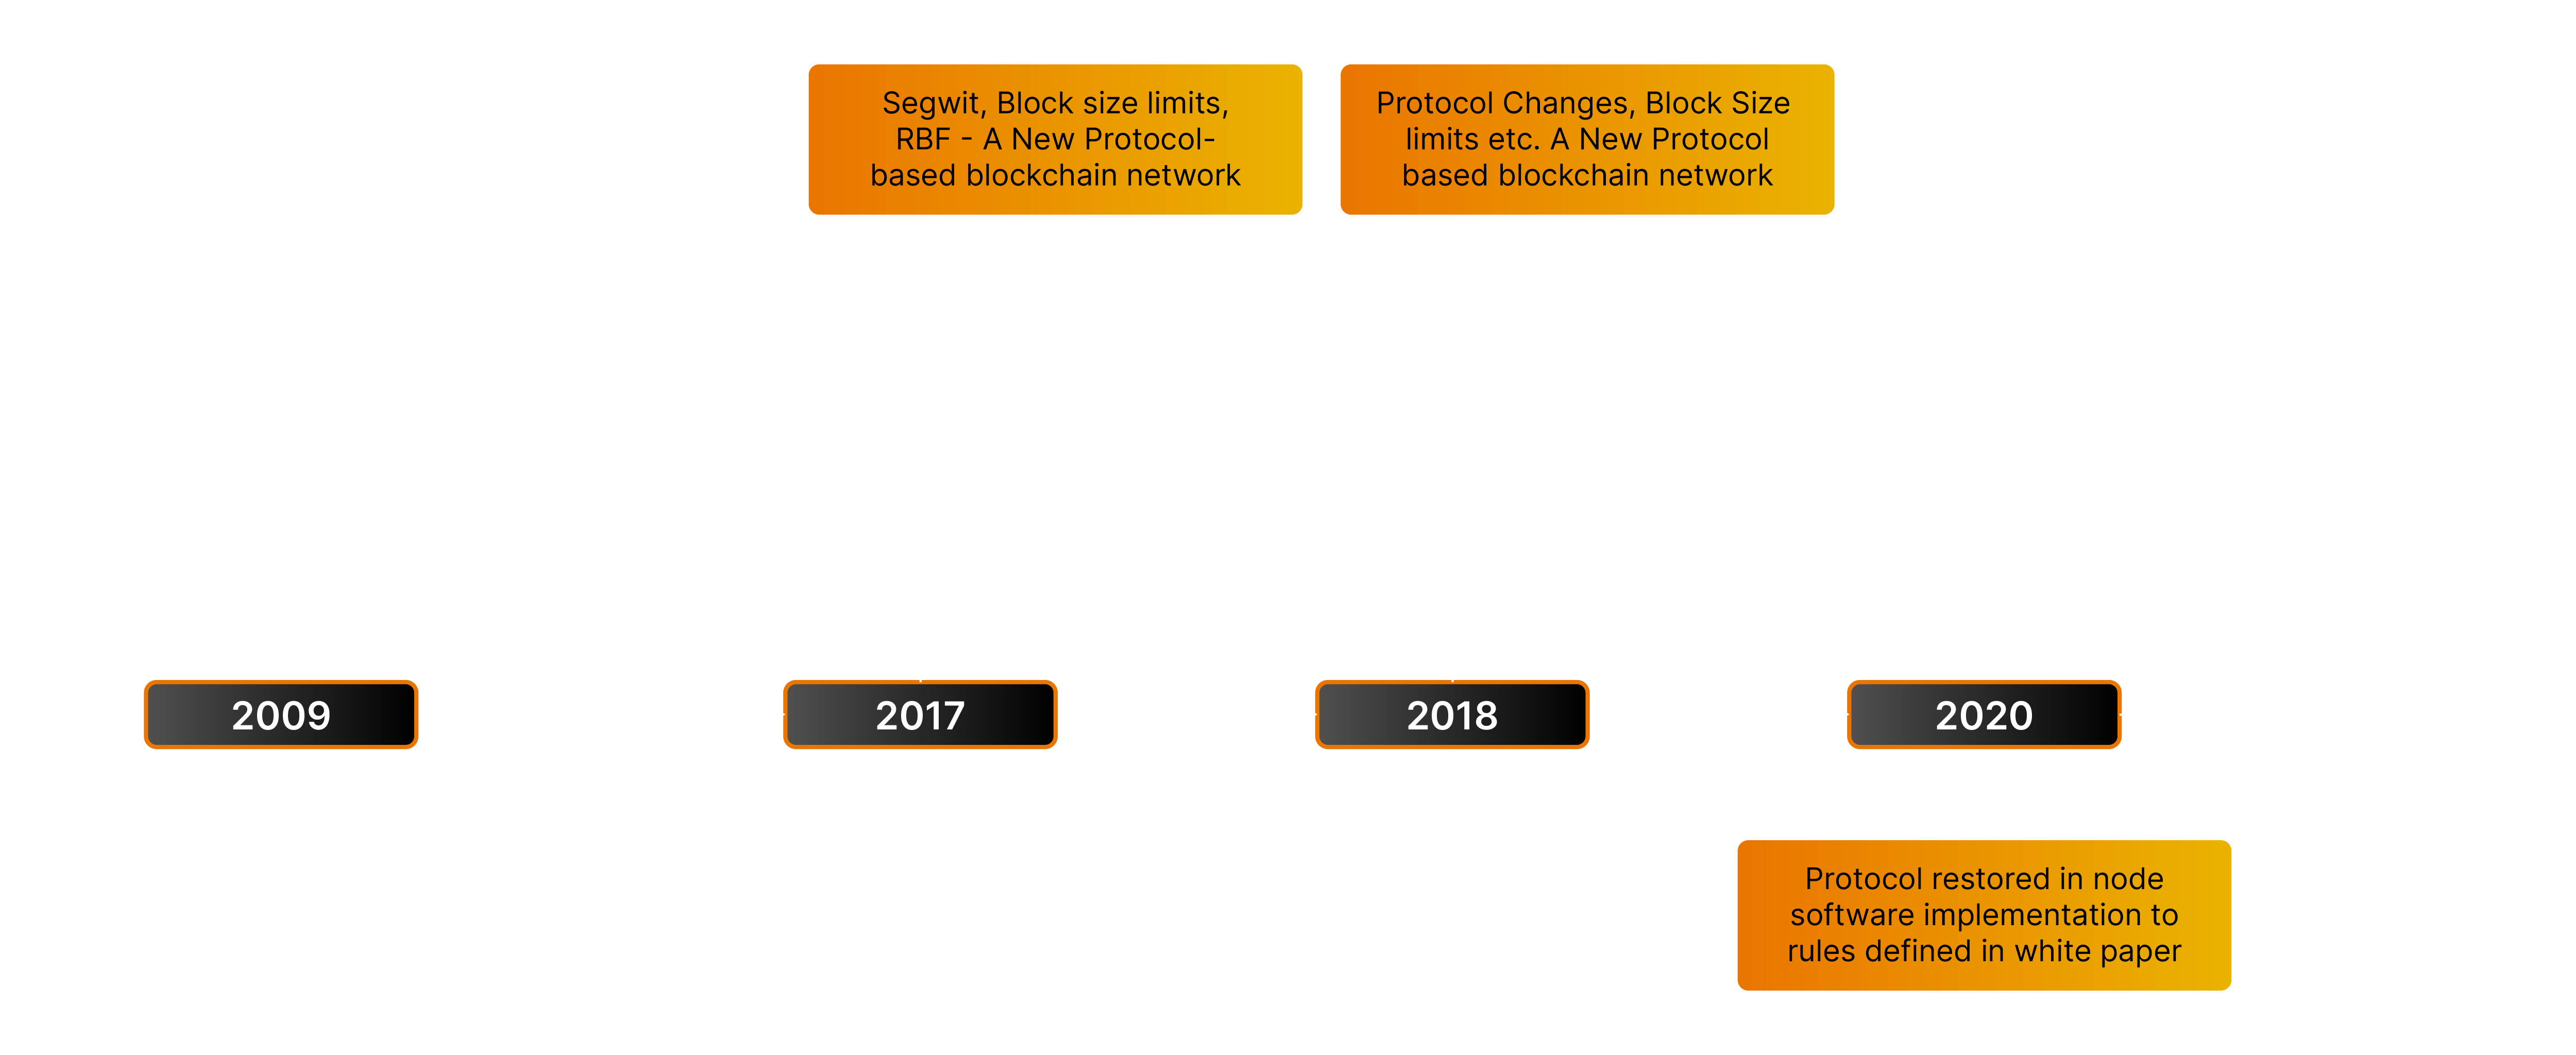 Segwit, Block size limits,
RBF - A New Protocol-
based blockchain network
Protocol Changes, Block Size
limits etc. A New Protocol
based blockchain network
2009
2017
2018
2020
Protocol restored in node
software implementation to
rules defined in white paper